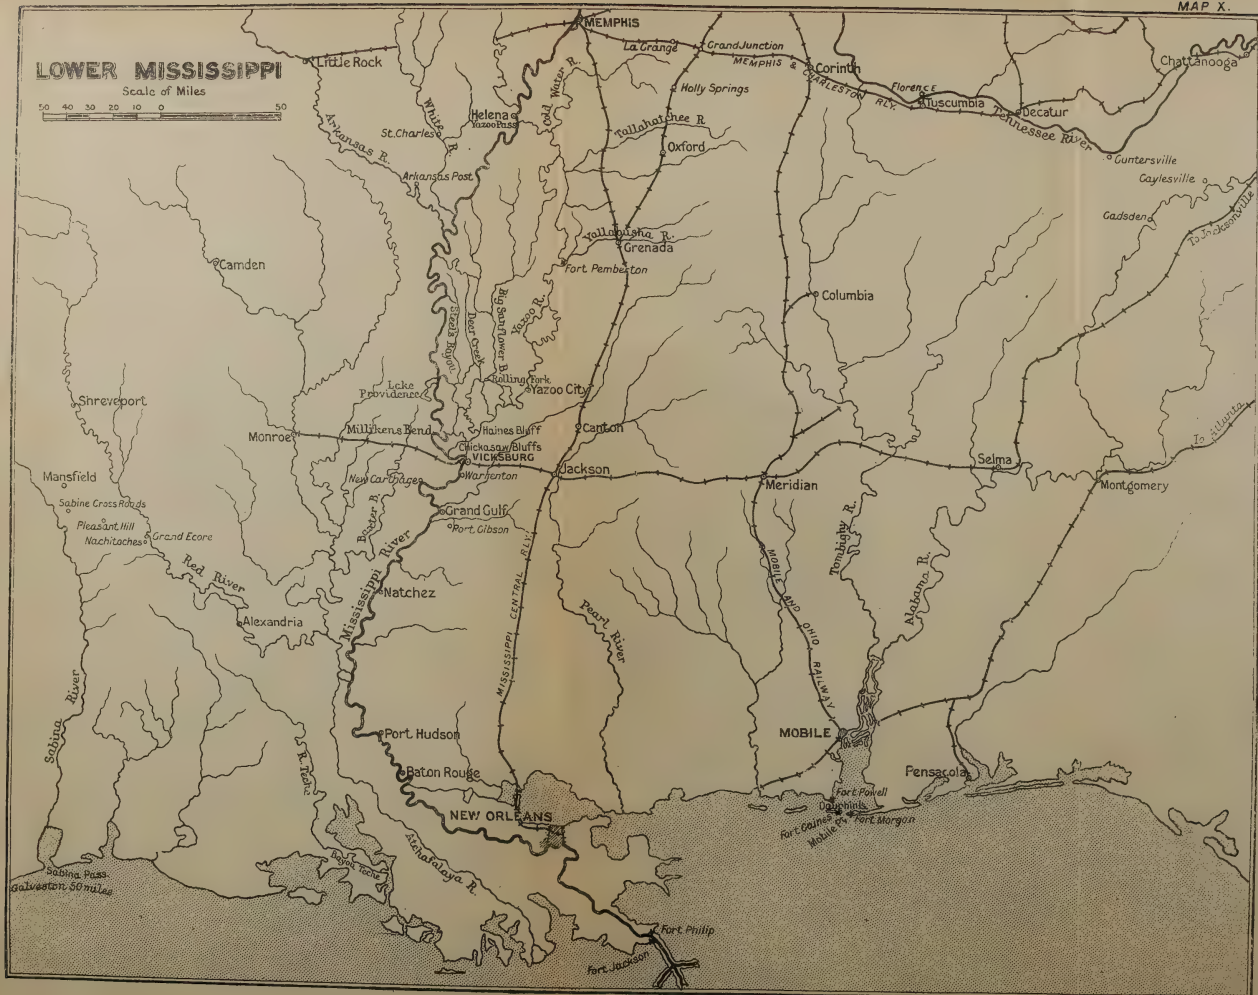 MAP X.
LOWER MISSISSIPPI
Scale of Miles
50 40 30 20 10 0 50
MEMPHIS
Little Rock
La Grange
Grand Junction
MEMPHIS & CHARLESTON RLY.
Corinth
Chattanooga
Holly Springs
Florence
Tuscumbia
Decatur
Tennessee River
White R.
Cold Water R.
Helena
Yazoo Pass
St. Charles
Tallahatchee R
Oxford
Arkansas R.
Arkansas Post
Guntersville
Gaylesville
Gadsden
To Jacksonville
Yallabusha R.
Grenada
Camden
Fort Pemberton
Columbia
Steels Bayou
Deer Creek
Big Sunflower R.
Yazoo R.
Rolling Fork
Yazoo City
Lake
Providence
Shreveport
Monroe
Millikens Bend
Haines Bluff
Canton
Chickasaw Bluffs
VICKSBURG
Jackson
Meridian
Selma
Montgomery
To Atlanta
Mansfield
New Carthage
Warrenton
Sabine Cross Roads
Grand Gulf
Port Gibson
Pleasant Hill
Nachitoches
Grand Ecore
Baxter B.
Red River
Mississippi River
Natchez
Alexandria
MISSISSIPPI CENTRAL RLY.
Pearl River
MOBILE AND OHIO RAILWAY
Tombigby R.
Alabama R.
Sabina River
Port Hudson
MOBILE
Baton Rouge
Pensacola
R. Teche
NEW ORLEANS
Fort Powell
Dauphin Is
Fort Gaines
Mobile Pt
Fort Morgan
Atchafalaya R.
Bayou Teche
Sabina Pass
Galveston 50 miles
Fort Philip
Fort Jackson